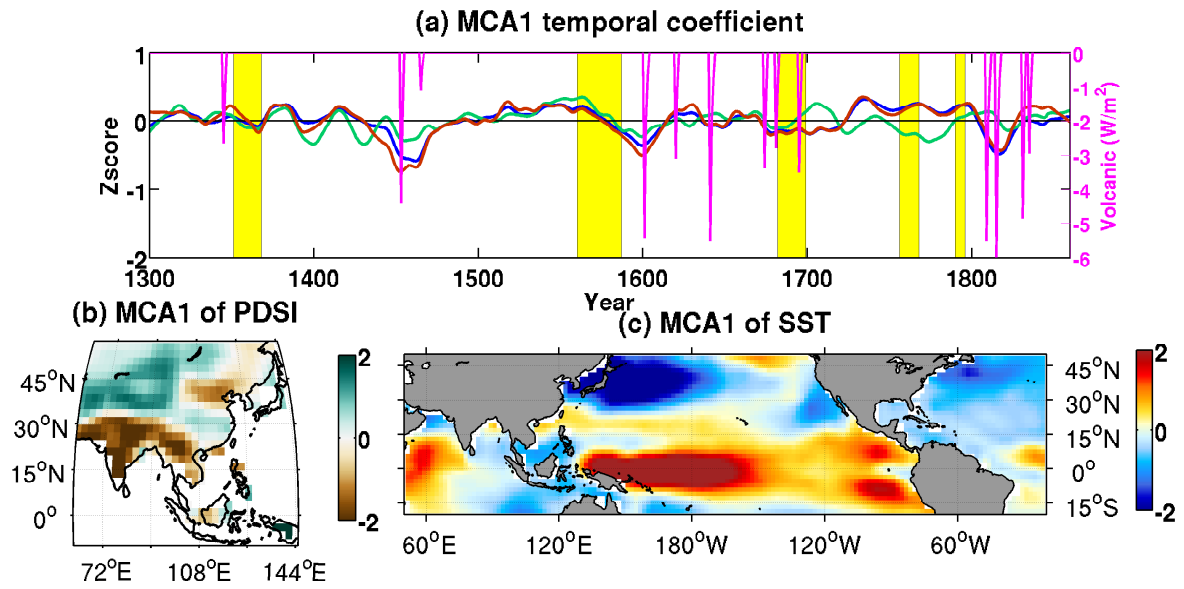 (a) MCA1 temporal coefficient
1
0
-1
-2
Zscore
0
-1
-2
-3
-4
-5
-6
Volcanic (W/m²)
1300 1400 1500 1600 1700 1800
Year
(b) MCA1 of PDSI
45°N
30°N
15°N
0°
72°E 108°E 144°E
2
0
-2
(c) MCA1 of SST
45°N
30°N
15°N
0°
15°S
60°E 120°E 180°W 120°W 60°W
2
0
-2